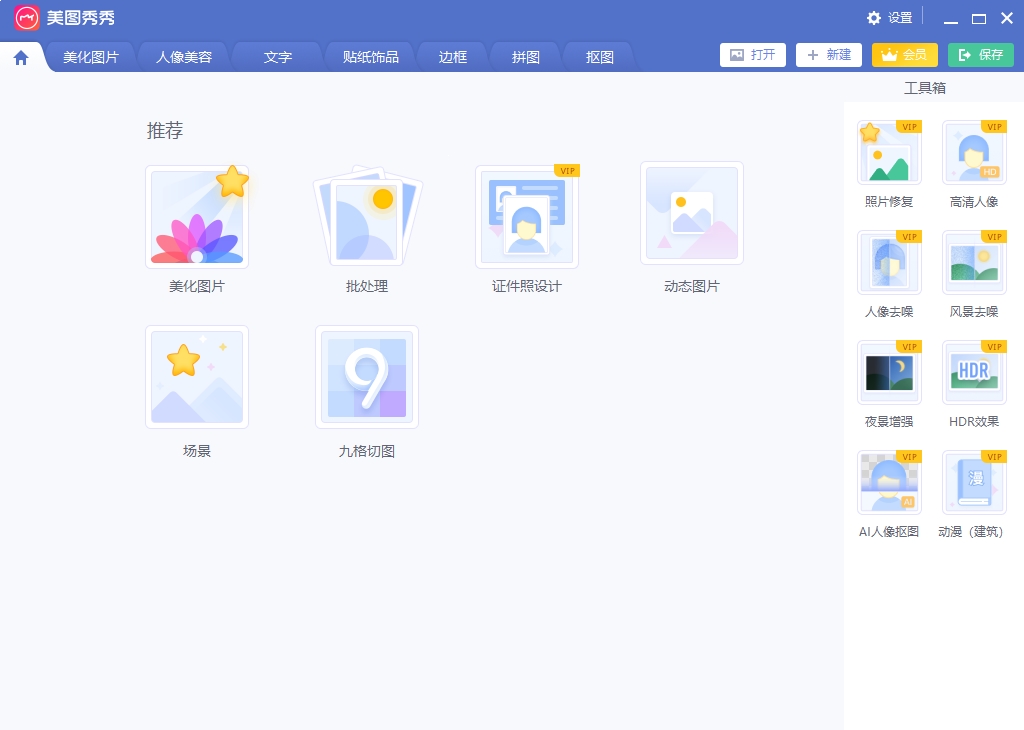 美图秀秀
设置
美化图片 人像美容 文字 贴纸饰品 边框 拼图 抠图
打开 新建 会员 保存
工具箱
推荐
VIP
美化图片 批处理 证件照设计 动态图片
9
场景 九格切图
VIP VIP
HD
照片修复 高清人像
VIP VIP
人像去噪 风景去噪
VIP VIP
HDR
夜景增强 HDR效果
VIP VIP
漫
AI
AI人像抠图 动漫（建筑）